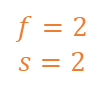 f = 2
s = 2